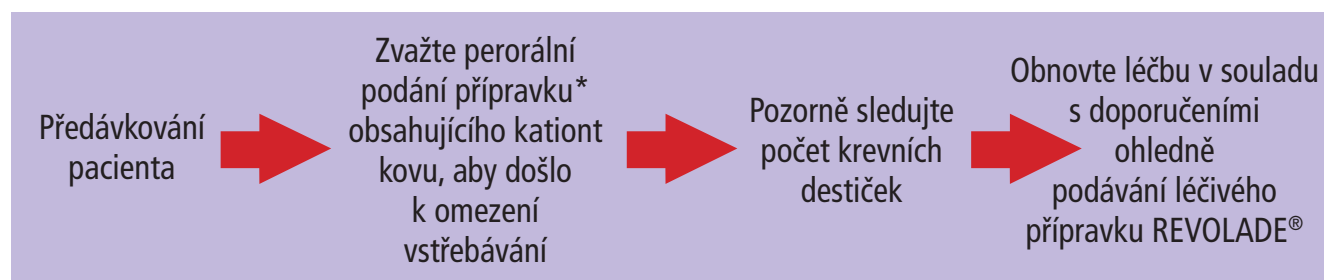 Předávkování
pacienta
Zvažte perorální
podání přípravku*
obsahujícího kationt
kovu, aby došlo
k omezení
vstřebávání
Pozorně sledujte
počet krevních
destiček
Obnovte léčbu v souladu
s doporučeními
ohledně
podávání léčivého
přípravku REVOLADE®